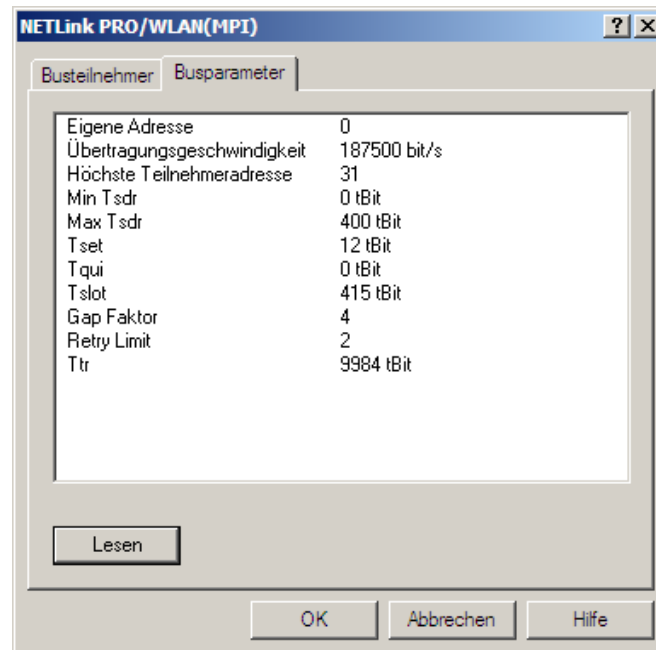 NETLink PRO/WLAN(MPI)
Busteilnehmer Busparameter
Eigene Adresse 0
Übertragungsgeschwindigkeit 187500 bit/s
Höchste Teilnehmeradresse 31
Min Tsdr 0 tBit
Max Tsdr 400 tBit
Tset 12 tBit
Tqui 0 tBit
Tslot 415 tBit
Gap Faktor 4
Retry Limit 2
Ttr 9984 tBit
Lesen
OK Abbrechen Hilfe